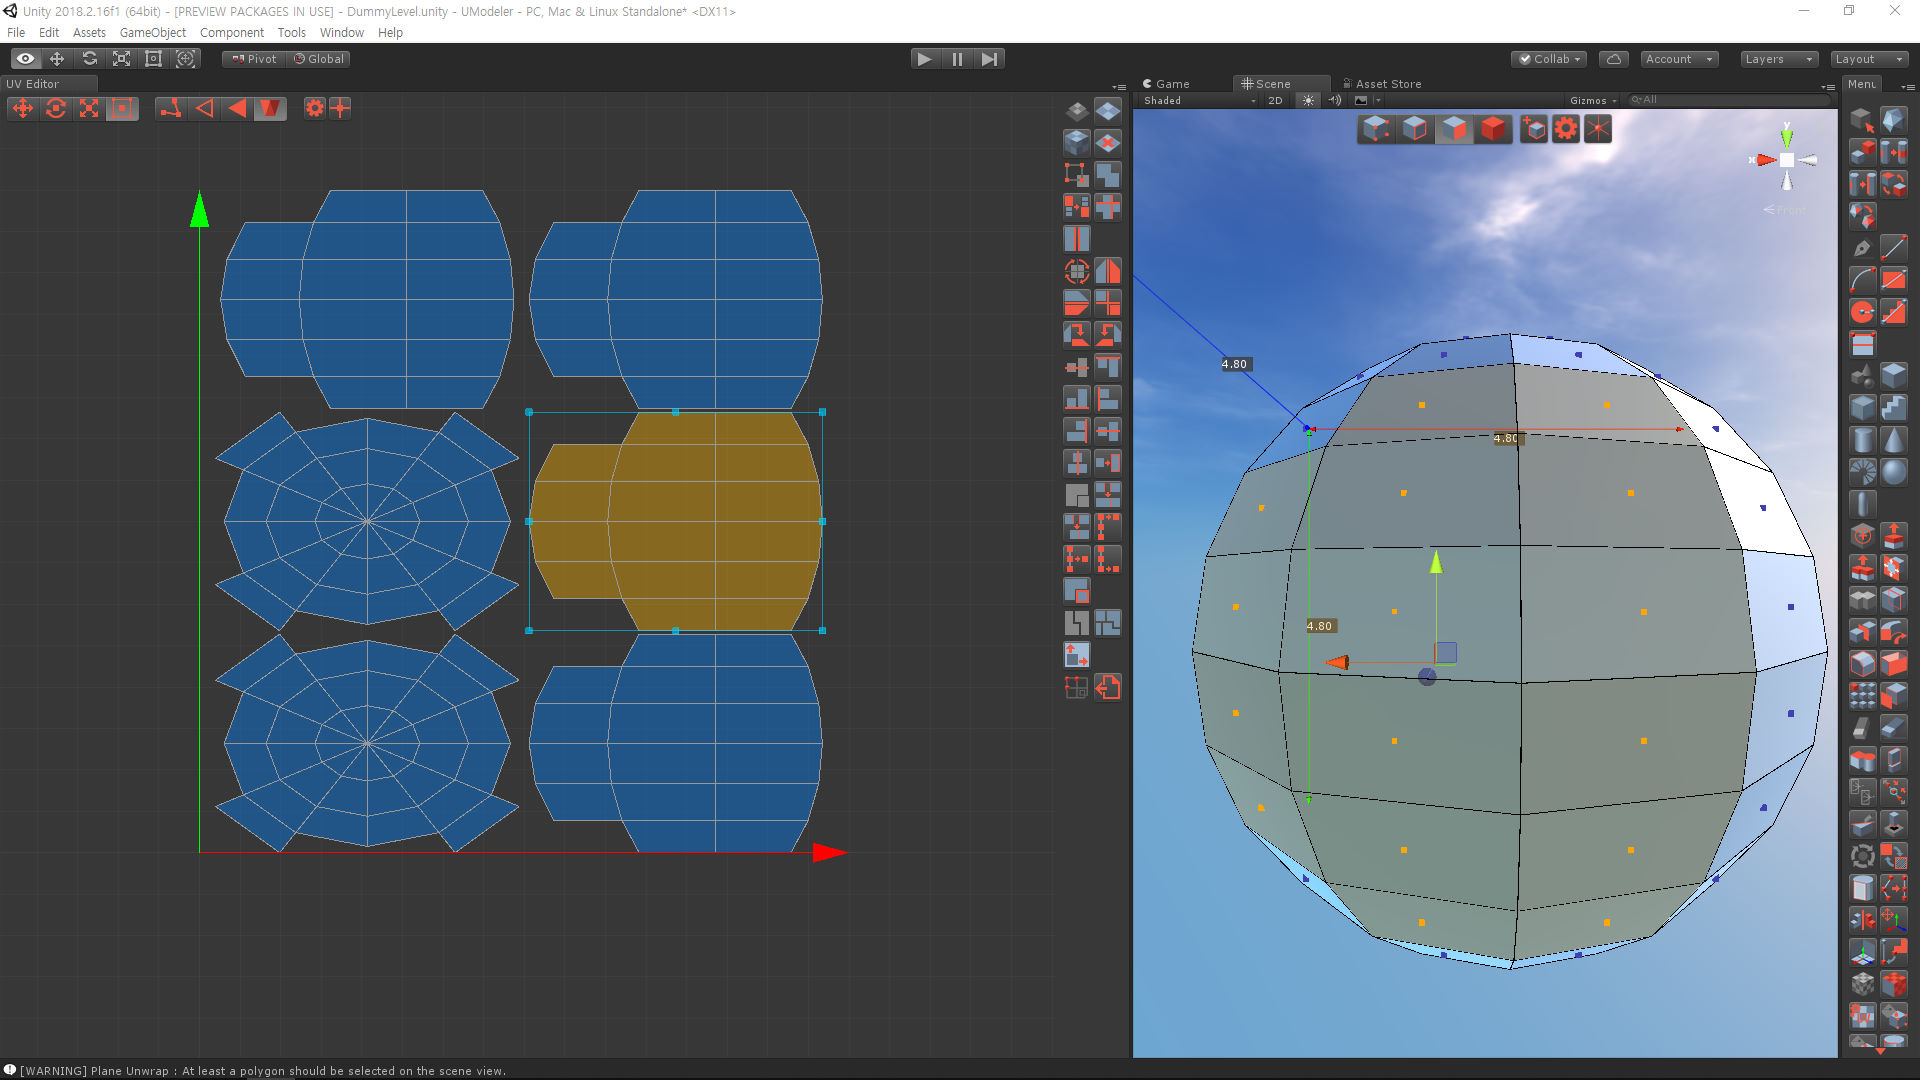 Unity 2018.2.16f1 (64bit) - [PREVIEW PACKAGES IN USE] - DummyLevel.unity - UModeler - PC, Mac & Linux Standalone* <DX11>
File Edit Assets GameObject Component Tools Window Help
Pivot Global Collab Account Layers Layout
UV Editor Game Scene Asset Store Menu
Shaded 2D Gizmos All
y
x
Front
4.80
4.80
4.80
[WARNING] Plane Unwrap : At least a polygon should be selected on the scene view.